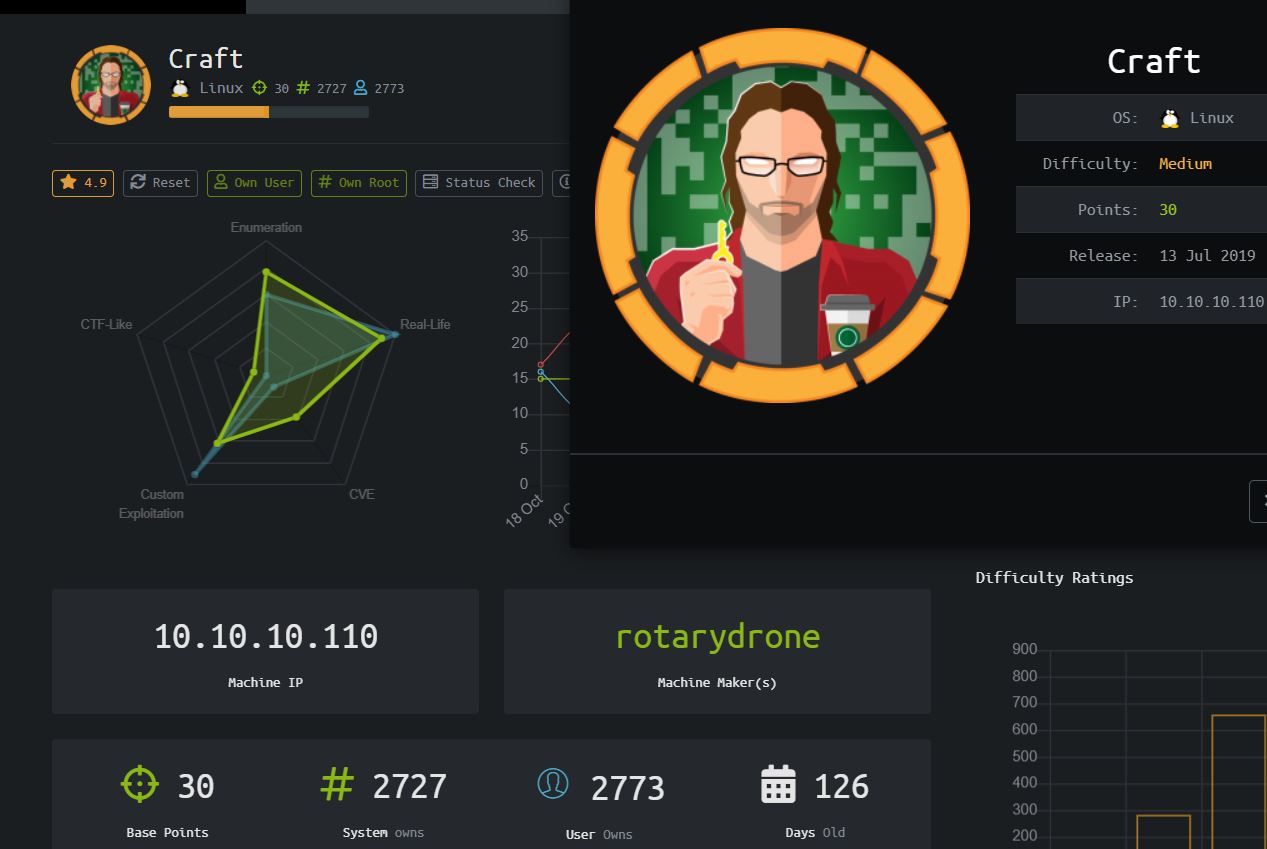 Craft
Linux 30 # 2727 2773
4.9 Reset Own User # Own Root Status Check
Enumeration
CTF-Like
Real-Life
Custom
Exploitation
CVE
35
30
25
20
15
10
5
0
18 Oct
Craft
OS: Linux
Difficulty: Medium
Points: 30
Release: 13 Jul 2019
IP: 10.10.10.110
10.10.10.110
Machine IP
rotarydrone
Machine Maker(s)
30
Base Points
# 2727
System owns
2773
User Owns
126
Days Old
Difficulty Ratings
900
800
700
600
500
400
300
200